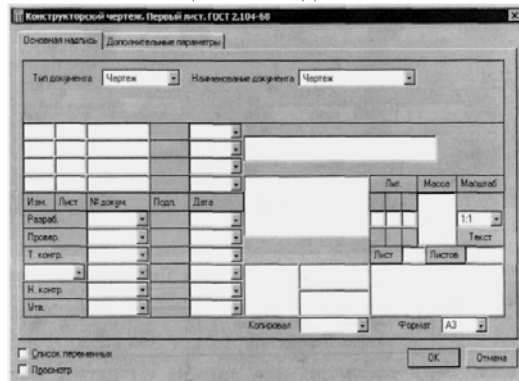 Конструкторский чертеж. Первый лист. ГОСТ 2.104-68
Основная надпись Дополнительные параметры
Тип документа Чертеж Наименование документа Чертеж
Лит. Масса Масштаб
Изм. Лист № докум. Подп. Дата
Разраб. 1:1
Провер. Текст
Т. контр. Лист Листов
Н. контр.
Утв.
Копировал Формат А3
Список переменных
Просмотр
OK Отмена